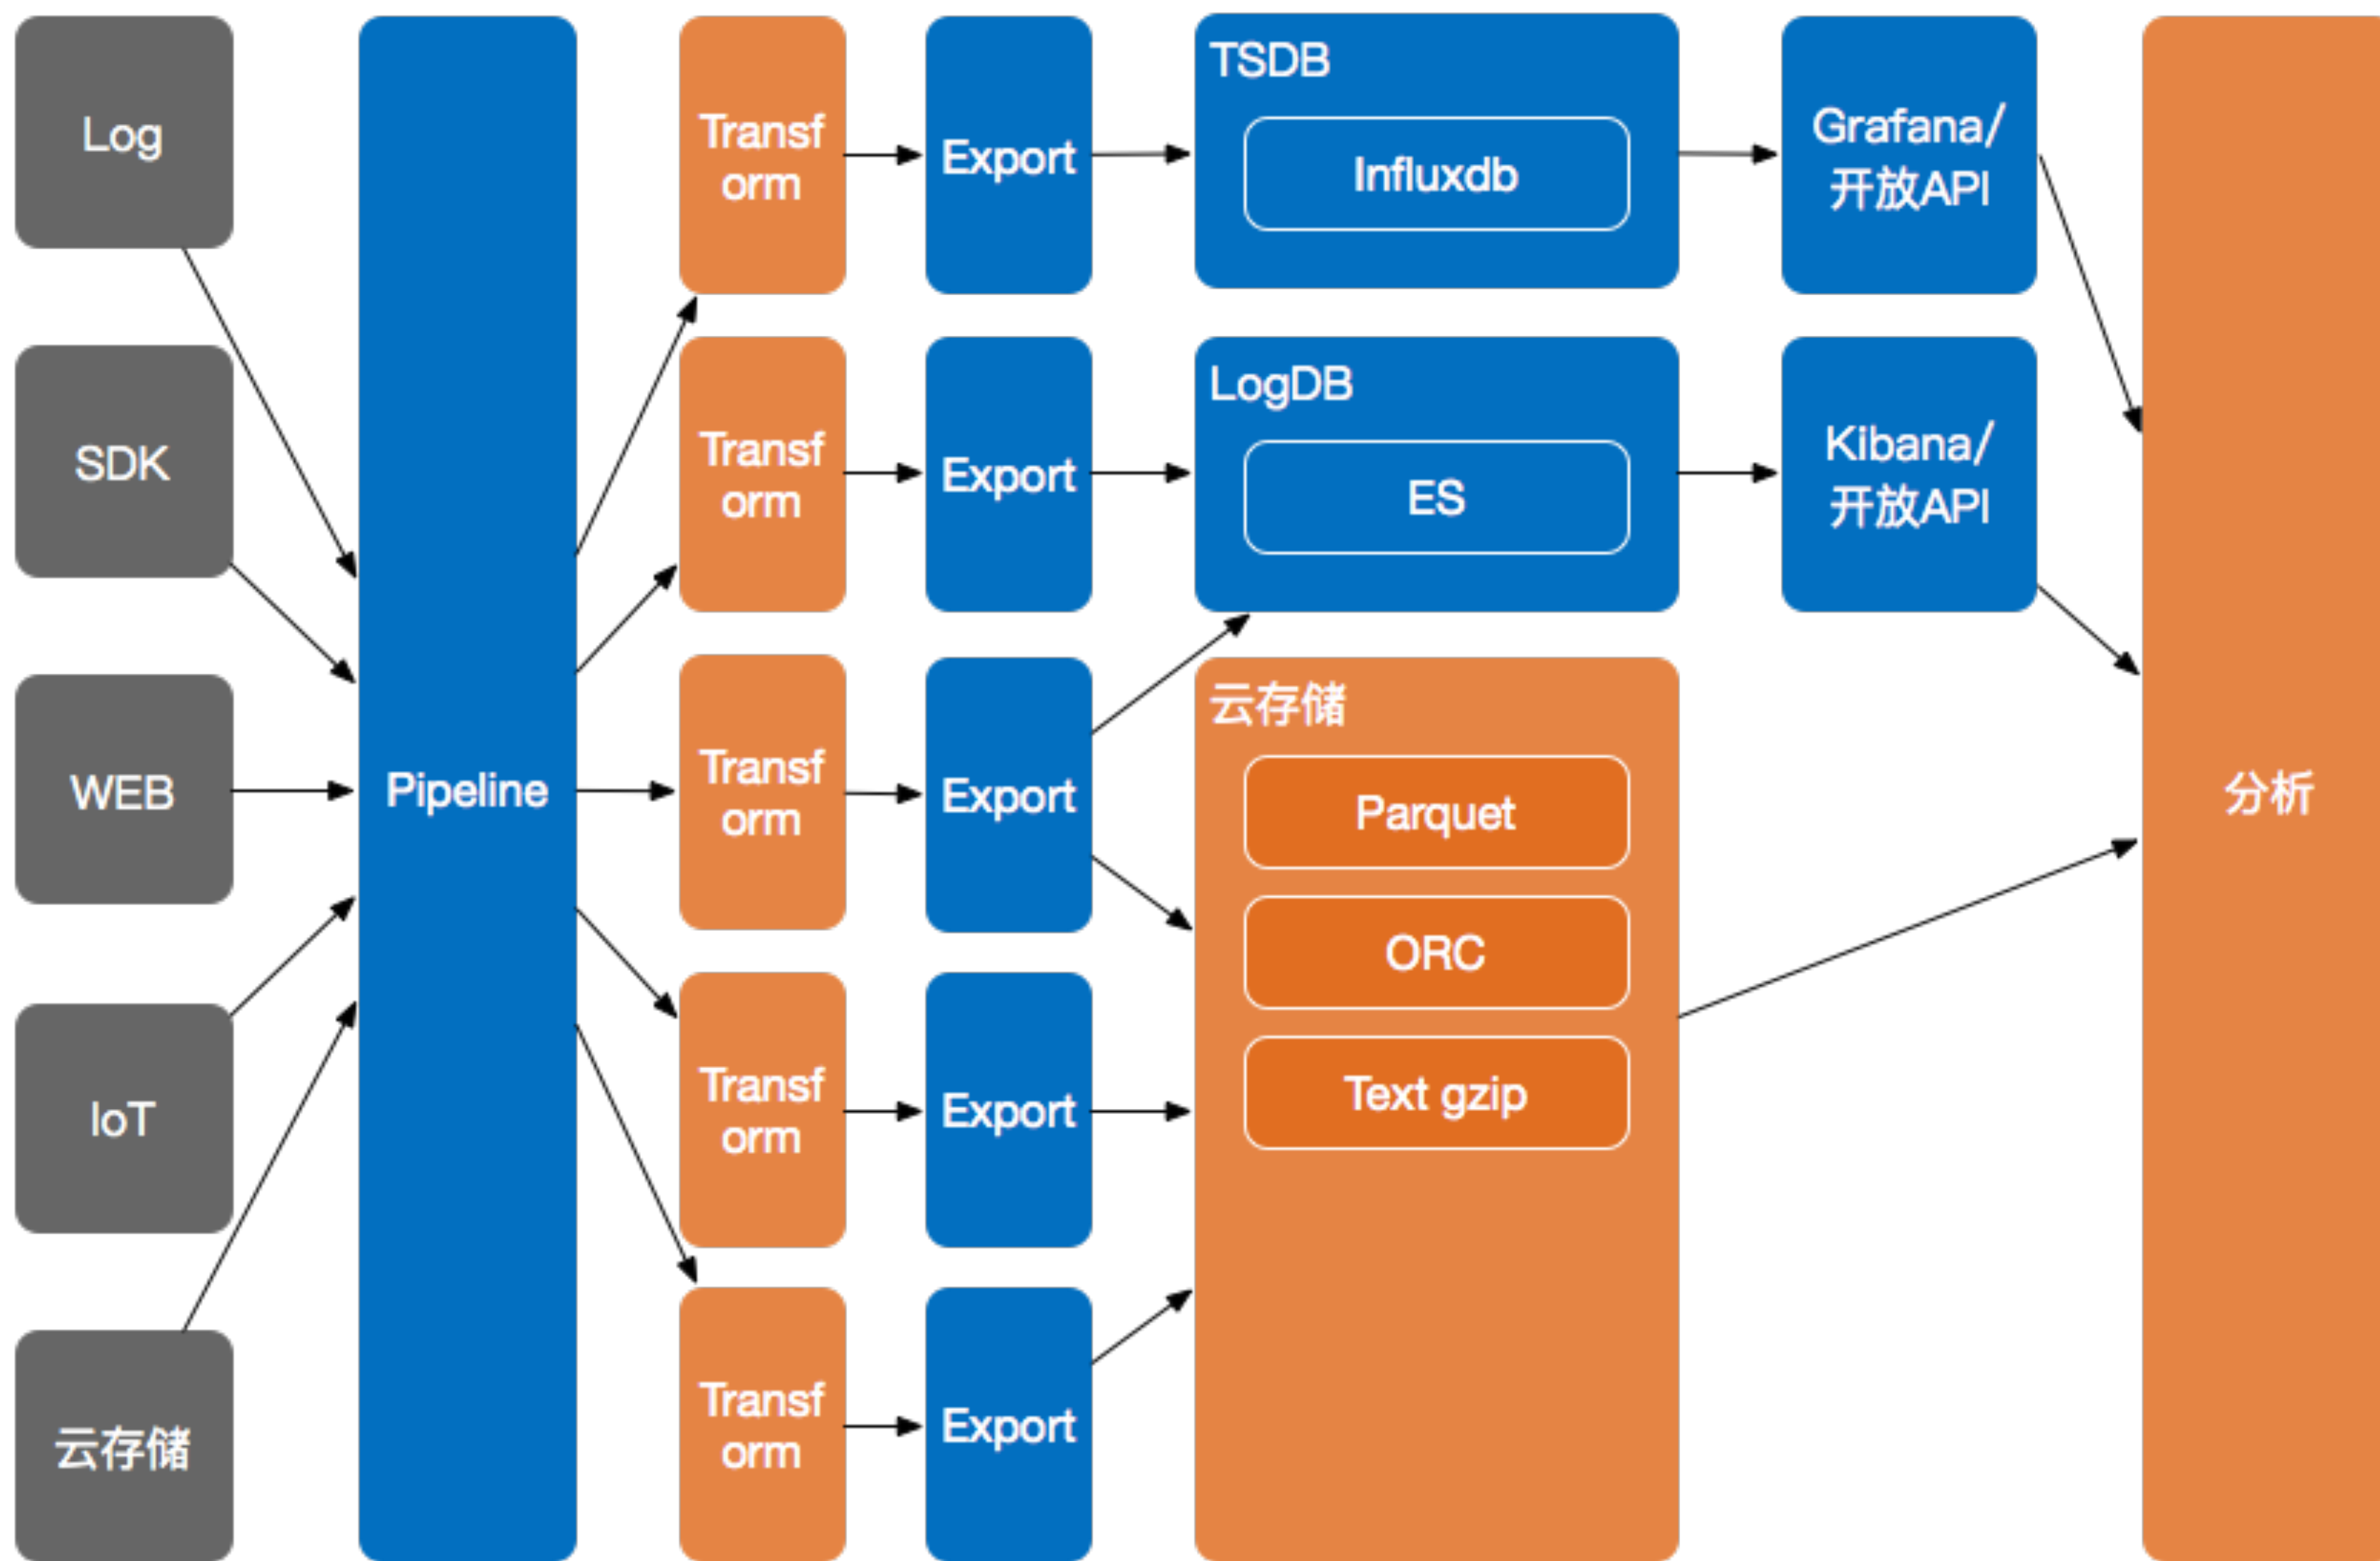 Log
SDK
WEB
IoT
云存储
Pipeline
Transf
orm
Transf
orm
Transf
orm
Transf
orm
Transf
orm
Export
Export
Export
Export
Export
TSDB
Influxdb
LogDB
ES
云存储
Parquet
ORC
Text gzip
Grafana/
开放API
Kibana/
开放API
分析